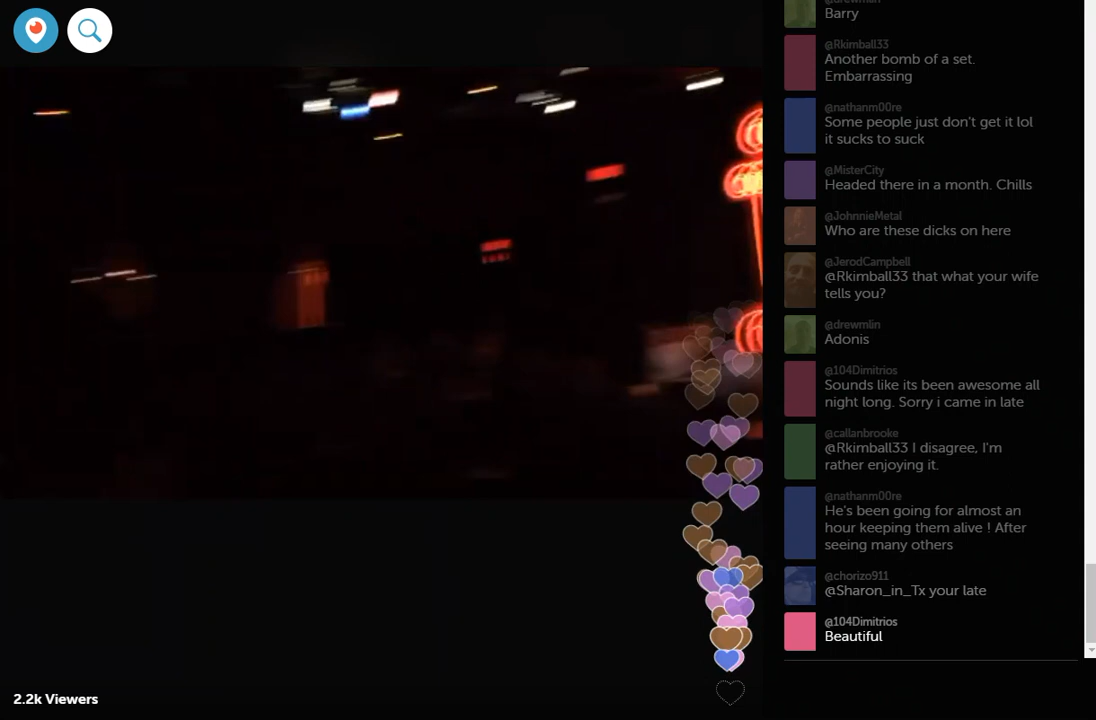 @drewmlin
Barry
@Rkimball33
Another bomb of a set.
Embarrassing
@nathanm00re
Some people just don't get it lol
it sucks to suck
@MisterCity
Headed there in a month. Chills
@JohnnieMetal
Who are these dicks on here
@JerodCampbell
@Rkimball33 that what your wife
tells you?
@drewmlin
Adonis
@104Dimitrios
Sounds like its been awesome all
night long. Sorry i came in late
@callanbrooke
@Rkimball33 I disagree, I'm
rather enjoying it.
@nathanm00re
He's been going for almost an
hour keeping them alive ! After
seeing many others
@chorizo911
@Sharon_in_Tx your late
@104Dimitrios
Beautiful
2.2k Viewers